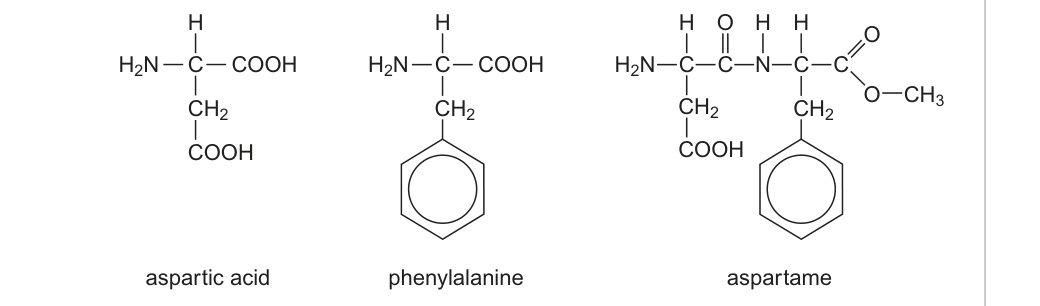 H
H₂N—C—COOH
CH₂
COOH
aspartic acid
H
H₂N—C—COOH
CH₂
phenylalanine
H O H H O
H₂N—C—C—N—C—C
O—CH₃
CH₂ CH₂
COOH
aspartame